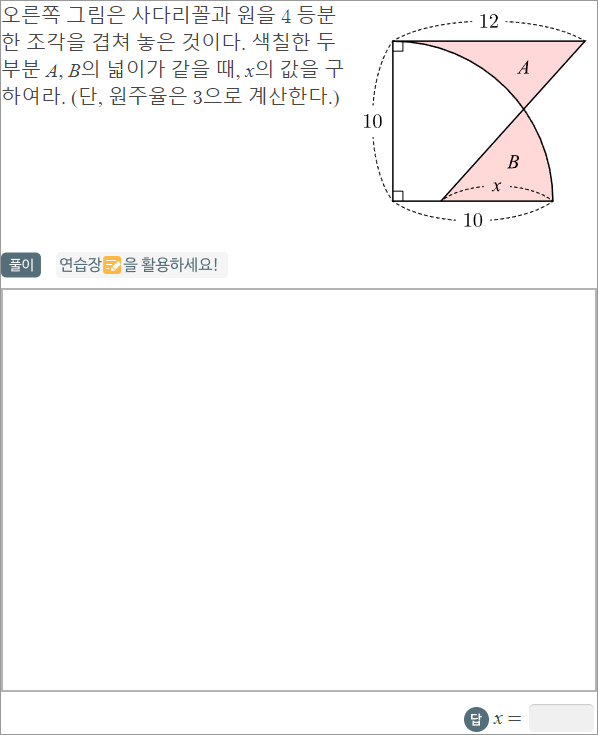 오른쪽 그림은 사다리꼴과 원을 4 등분
한 조각을 겹쳐 놓은 것이다. 색칠한 두
부분 A, B의 넓이가 같을 때, x의 값을 구
하여라. (단, 원주율은 3으로 계산한다.)
12
A
10
B
x
10
풀이 연습장을 활용하세요!
답 x =